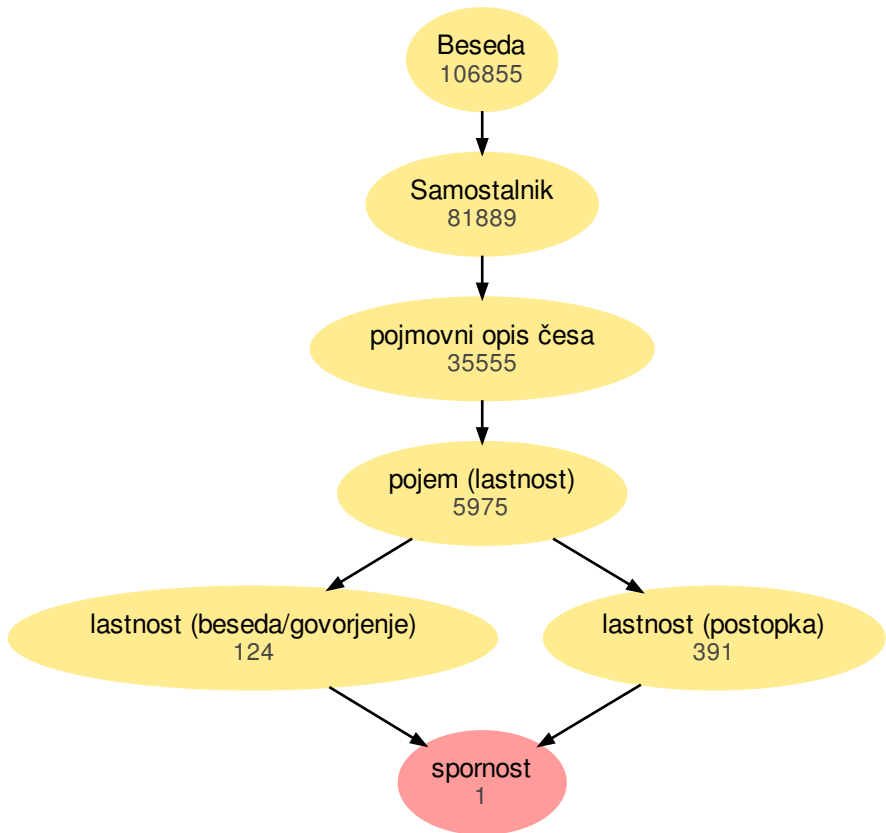 Beseda
106855
Samostalnik
81889
pojmovni opis česa
35555
pojem (lastnost)
5975
lastnost (beseda/govorjenje)
124
lastnost (postopka)
391
spornost
1